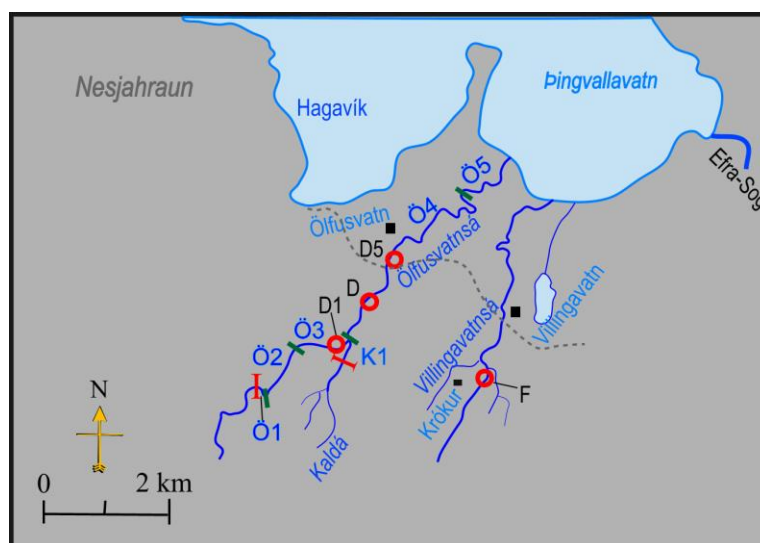 Nesjahraun
Hagavík
Þingvallavatn
Efra-Sog
Ö5
Ölfusvatn
Ö4
D5
Ölfusvatnsá
D
Villingavatn
D1
Ö3
Ö2
K1
Villingavatnsá
N
Krókur
F
Ö1
Kaldá
0 2 km